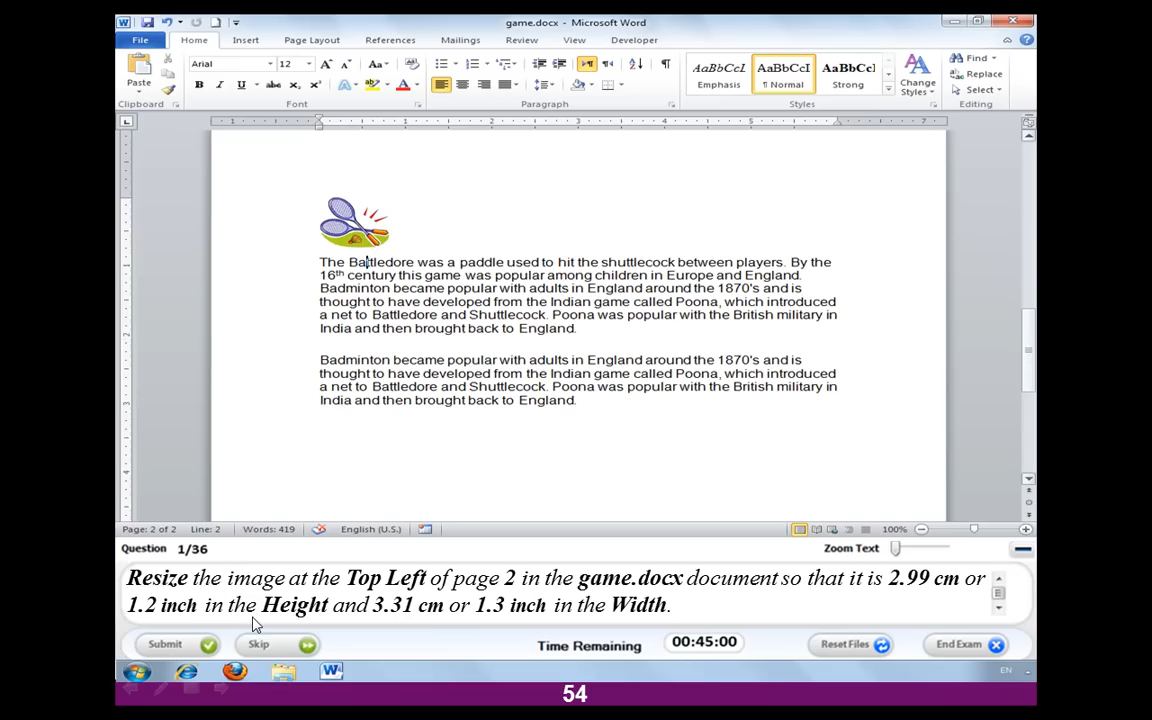 game.docx - Microsoft Word
File Home Insert Page Layout References Mailings Review View Developer
Arial 12 Aa
Paste
B I U abc x₂ x² A A
AaBbCcI AaBbCcI AaBbCcI
Emphasis ¶ Normal Strong
Change Styles
Find
Replace
Select
Clipboard Font Paragraph Styles Editing
1 1 2 3 4 5 7
The Battledore was a paddle used to hit the shuttlecock between players. By the
16th century this game was popular among children in Europe and England.
Badminton became popular with adults in England around the 1870's and is
thought to have developed from the Indian game called Poona, which introduced
a net to Battledore and Shuttlecock. Poona was popular with the British military in
India and then brought back to England.
Badminton became popular with adults in England around the 1870's and is
thought to have developed from the Indian game called Poona, which introduced
a net to Battledore and Shuttlecock. Poona was popular with the British military in
India and then brought back to England.
Page: 2 of 2 Line: 2 Words: 419 English (U.S.) 100%
Question 1/36 Zoom Text
Resize the image at the Top Left of page 2 in the game.docx document so that it is 2.99 cm or
1.2 inch in the Height and 3.31 cm or 1.3 inch in the Width.
Submit Skip Time Remaining 00:45:00 Reset Files End Exam
EN
54